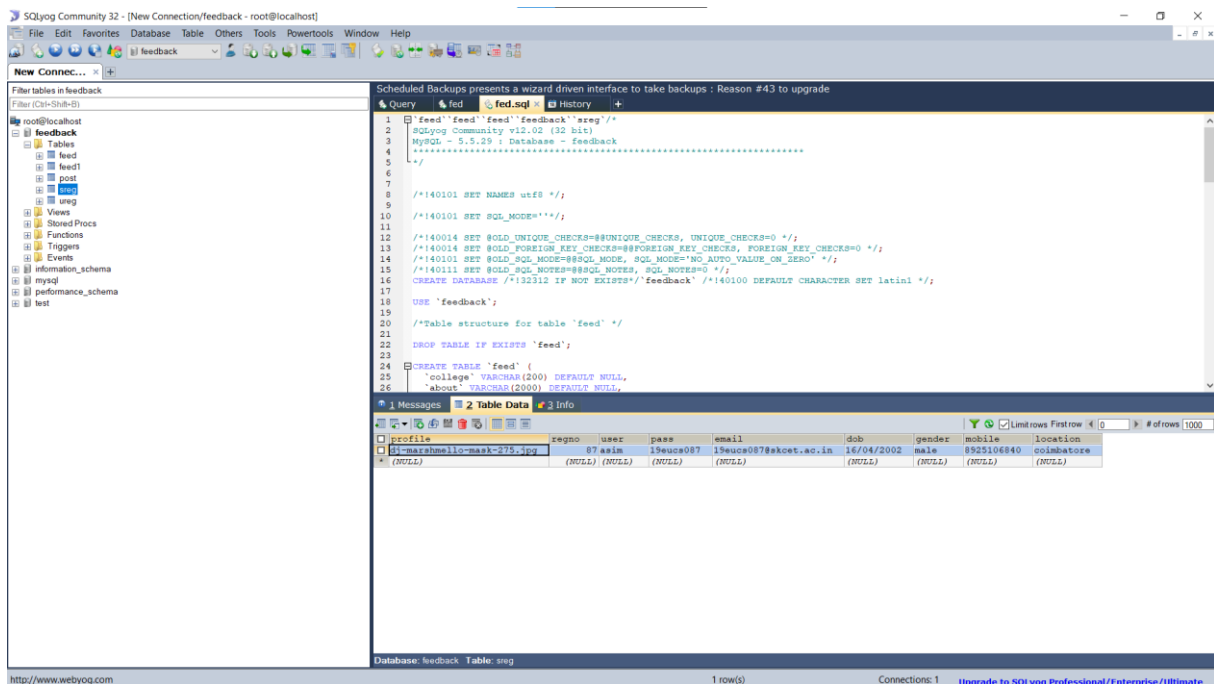 SQLyog Community 32 - [New Connection/feedback - root@localhost]
File Edit Favorites Database Table Others Tools Powertools Window Help
feedback
New Connec... × +
Filter tables in feedback
Filter (Ctrl+Shift+B)
root@localhost
feedback
Tables
feed
feed1
post
sreg
ureg
Views
Stored Procs
Functions
Triggers
Events
information_schema
mysql
performance_schema
test
Scheduled Backups presents a wizard driven interface to take backups : Reason #43 to upgrade
Query fed fed.sql × History +
1 `feed``feed``feed``feedback``sreg`/*
2 SQLyog Community v12.02 (32 bit)
3 MySQL - 5.5.29 : Database - feedback
4 *********************************************************************
5 */
6
7
8 /*!40101 SET NAMES utf8 */;
9
10 /*!40101 SET SQL_MODE=''*/;
11
12 /*!40014 SET @OLD_UNIQUE_CHECKS=@@UNIQUE_CHECKS, UNIQUE_CHECKS=0 */;
13 /*!40014 SET @OLD_FOREIGN_KEY_CHECKS=@@FOREIGN_KEY_CHECKS, FOREIGN_KEY_CHECKS=0 */;
14 /*!40101 SET @OLD_SQL_MODE=@@SQL_MODE, SQL_MODE='NO_AUTO_VALUE_ON_ZERO' */;
15 /*!40111 SET @OLD_SQL_NOTES=@@SQL_NOTES, SQL_NOTES=0 */;
16 CREATE DATABASE /*!32312 IF NOT EXISTS*/`feedback` /*!40100 DEFAULT CHARACTER SET latin1 */;
17
18 USE `feedback`;
19
20 /*Table structure for table `feed` */
21
22 DROP TABLE IF EXISTS `feed`;
23
24 CREATE TABLE `feed` (
25 `college` VARCHAR(200) DEFAULT NULL,
26 `about` VARCHAR(2000) DEFAULT NULL,
1 Messages 2 Table Data 3 Info
Limit rows First row 0 # of rows 1000
profile regno user pass email dob gender mobile location
dj-marshmello-mask-275.jpg 87 asim 19eucs087 19eucs087@skcet.ac.in 16/04/2002 male 8925106840 coimbatore
* (NULL) (NULL) (NULL) (NULL) (NULL) (NULL) (NULL) (NULL) (NULL)
Database: feedback Table: sreg
http://www.webyog.com 1 row(s) Connections: 1 Upgrade to SQLyog Professional/Enterprise/Ultimate